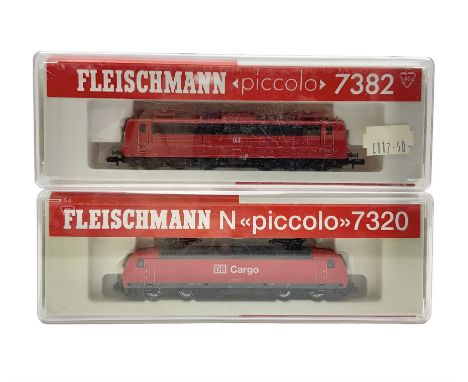 FLEISCHMANN «piccolo» 7382
£117-50
FLEISCHMANN N «piccolo» 7320
DB Cargo